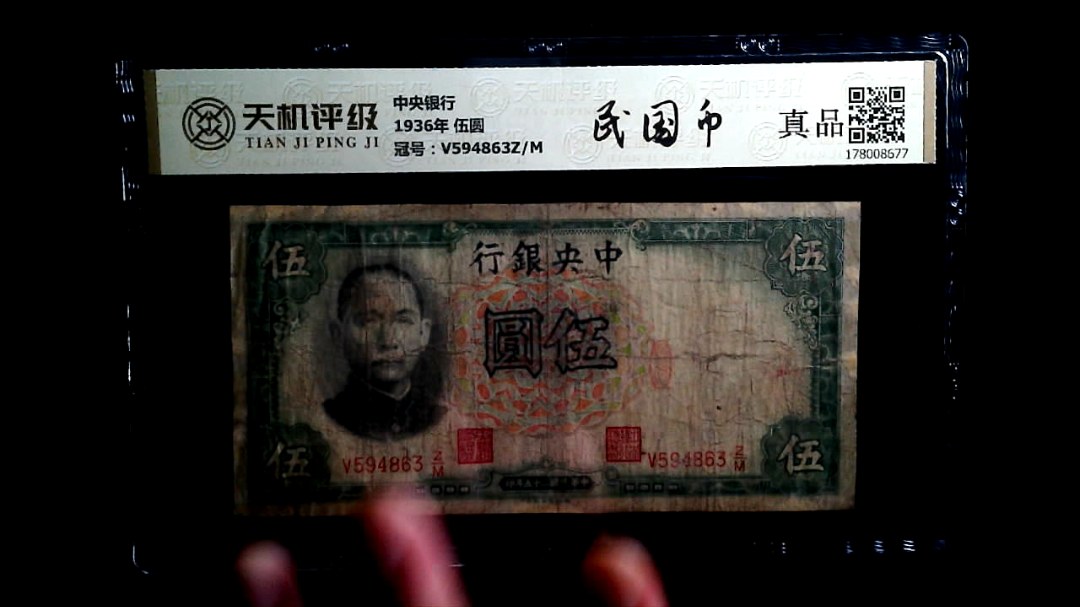 天机评级
TIAN JI PING JI
中央银行
1936年 伍圆
冠号：V594863Z/M
民国币
真品
178008677
伍
行銀央中
伍
圓伍
伍
V594863 Z/M
V594863 Z/M
伍